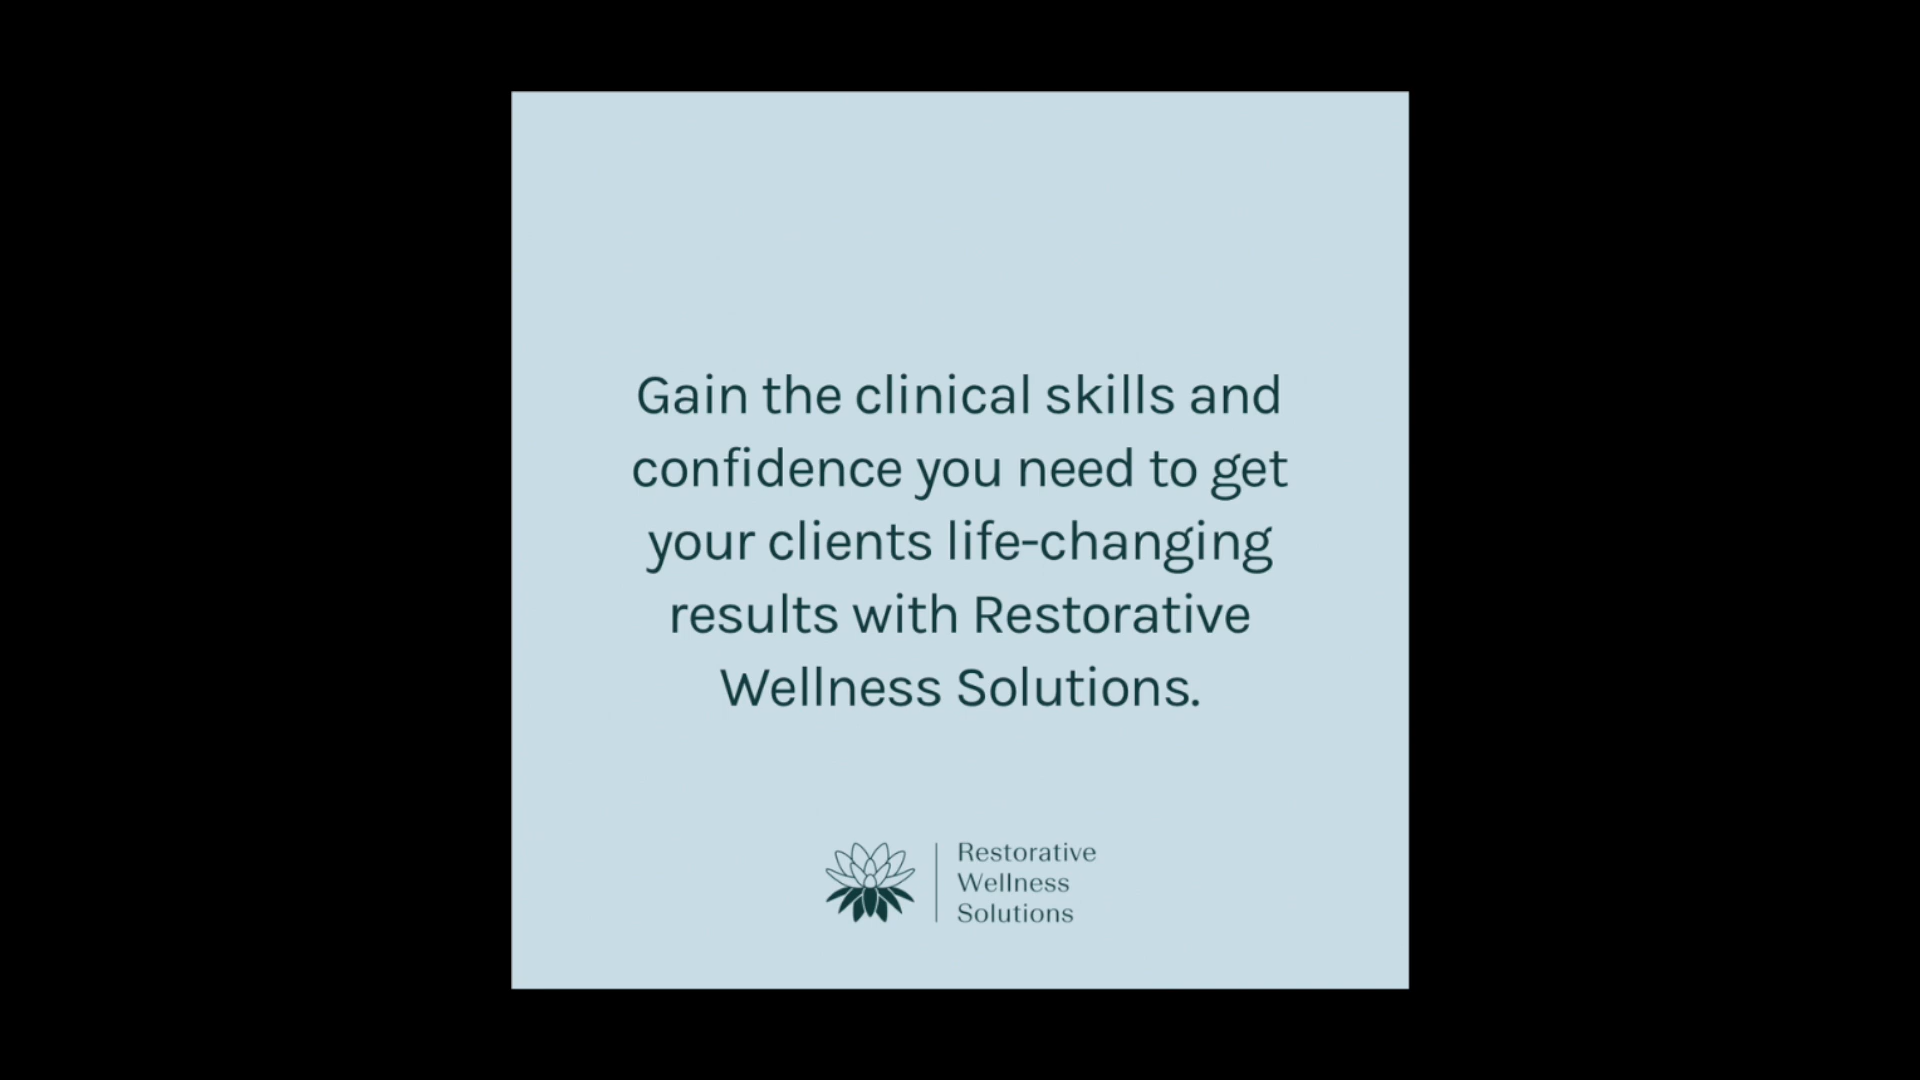 Gain the clinical skills and
confidence you need to get
your clients life-changing
results with Restorative
Wellness Solutions.
Restorative
Wellness
Solutions